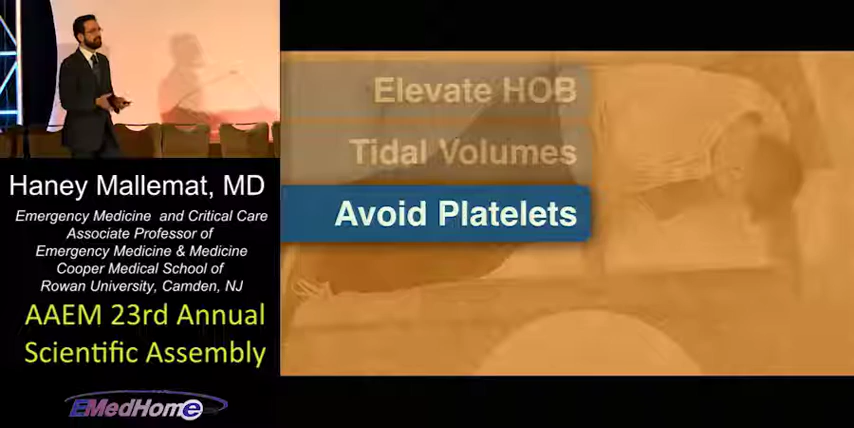 Elevate HOB
Tidal Volumes
Avoid Platelets
Haney Mallemat, MD
Emergency Medicine and Critical Care
Associate Professor of
Emergency Medicine & Medicine
Cooper Medical School of
Rowan University, Camden, NJ
AAEM 23rd Annual
Scientific Assembly
EMedHome